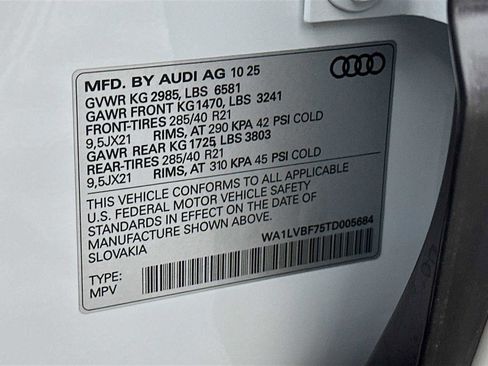 MFD. BY AUDI AG 10 25
GVWR KG 2985, LBS 6581
GAWR FRONT KG1470, LBS 3241
FRONT-TIRES 285/40 R21
9,5JX21 RIMS, AT 290 KPA 42 PSI COLD
GAWR REAR KG 1725 LBS 3803
REAR-TIRES 285/40 R21
9,5JX21 RIMS, AT 310 KPA 45 PSI COLD
THIS VEHICLE CONFORMS TO ALL APPLICABLE
U.S. FEDERAL MOTOR VEHICLE SAFETY
STANDARDS IN EFFECT ON THE DATE OF
MANUFACTURE SHOWN ABOVE.
SLOVAKIA
WA1LVBF75TD005684
TYPE:
MPV